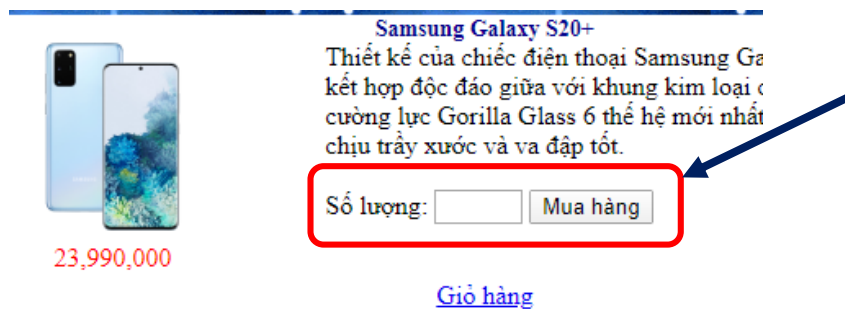 Samsung Galaxy S20+
Thiết kế của chiếc điện thoại Samsung
kết hợp độc đáo giữa với khung kim loại
cường lực Gorilla Glass 6 thế hệ mới nhất
chịu trầy xước và va đập tốt.
Số lượng: Mua hàng
23,990,000
Giỏ hàng